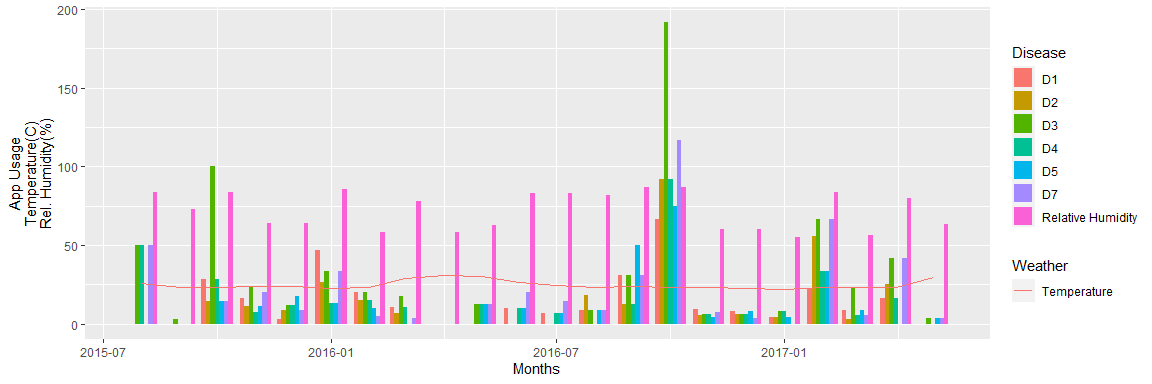 200
150
100
50
0
App Usage
Temperature(C)
Rel. Humidity(%)
2015-07
2016-01
2016-07
2017-01
Months
Disease
D1
D2
D3
D4
D5
D7
Relative Humidity
Weather
Temperature